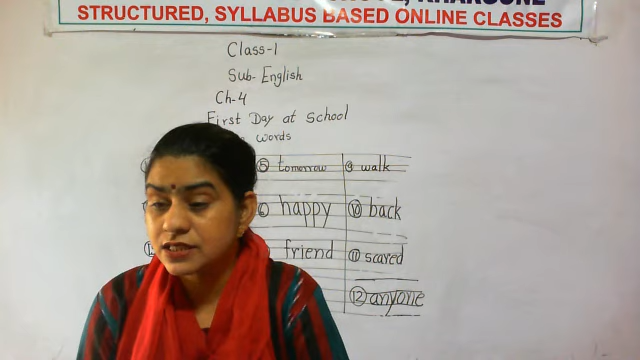 KHARGONE
STRUCTURED, SYLLABUS BASED ONLINE CLASSES
Class-1
Sub- English
Ch-4
First Day at School
words
⑤ tomorrow ⑨ walk
⑥ happy ⑩ back
friend ⑪ scared
⑫ anyone